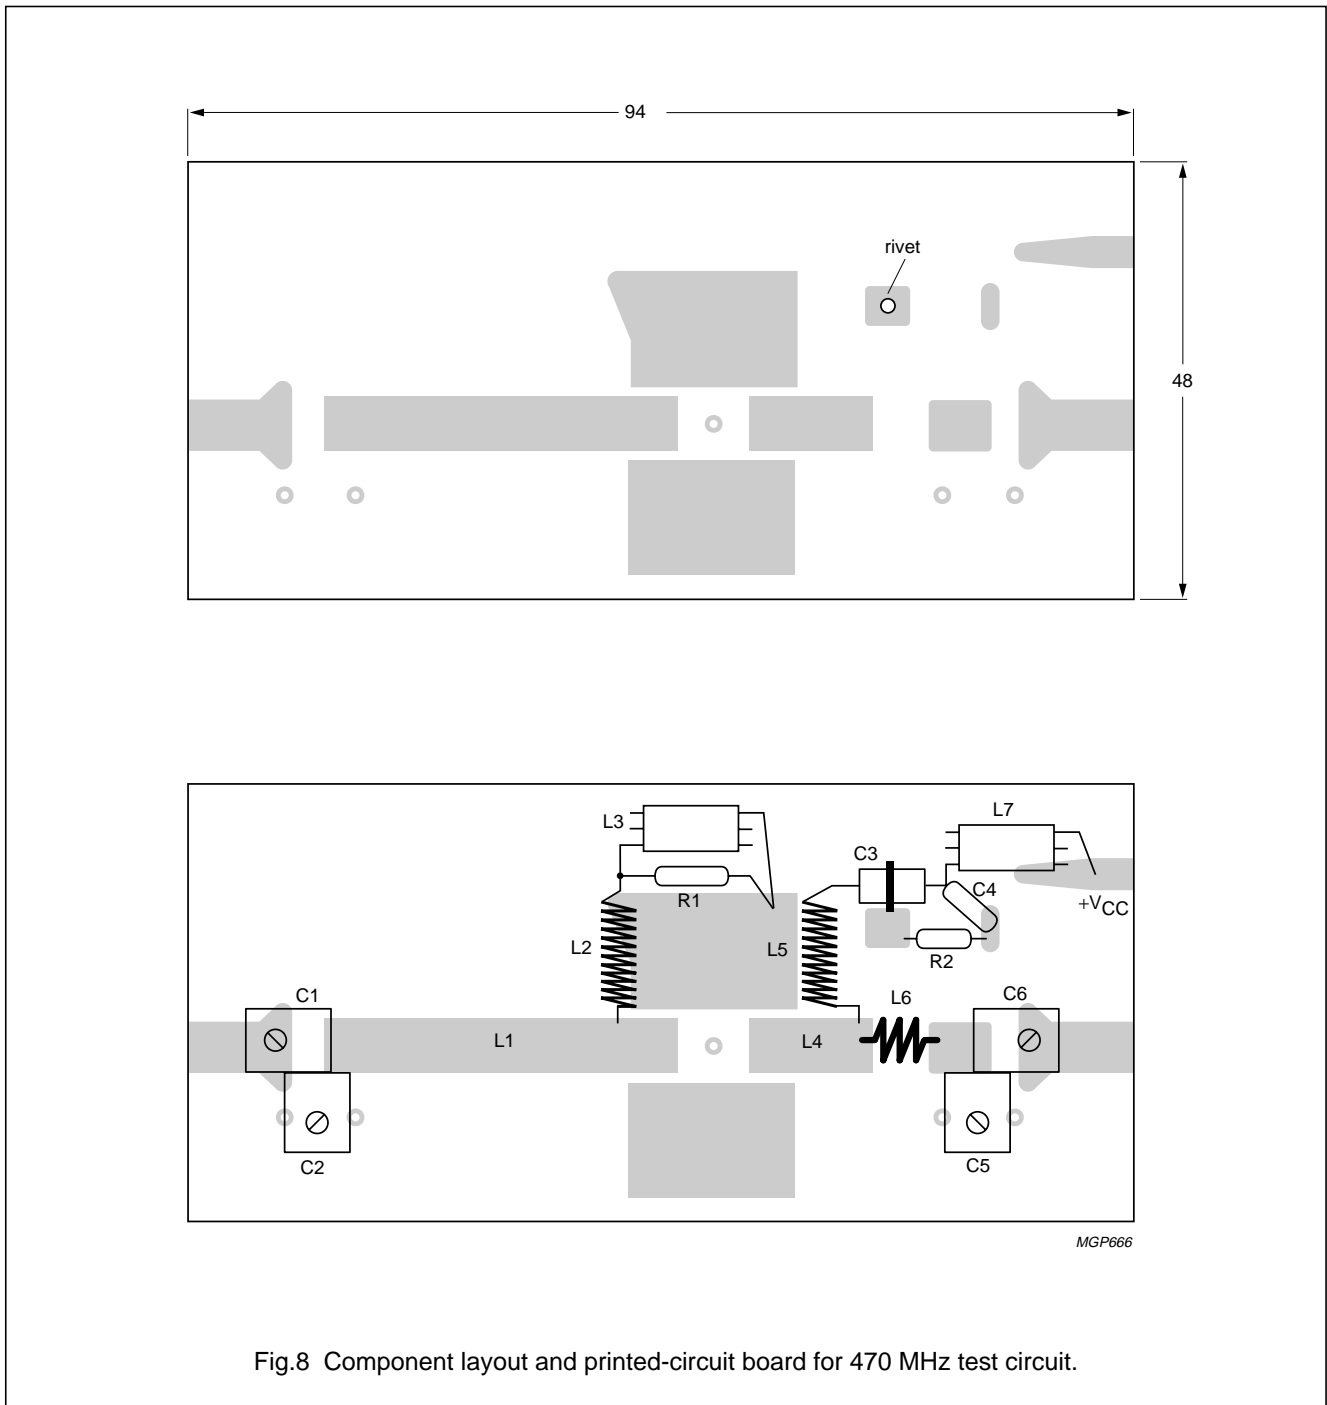 94
rivet
48
L3
L7
C3
R1
C4
+VCC
L2
L5
R2
C1
L6
C6
L1
L4
C2
C5
MGP666
Fig.8 Component layout and printed-circuit board for 470 MHz test circuit.